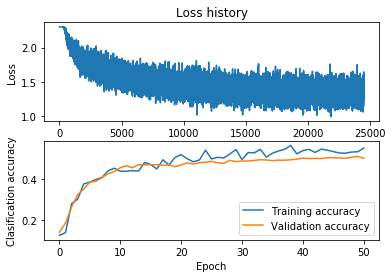 Loss history
Loss
2.0
1.5
1.0
0
5000
10000
15000
20000
25000
Clasification accuracy
0.4
0.2
Training accuracy
Validation accuracy
0
10
20
30
40
50
Epoch